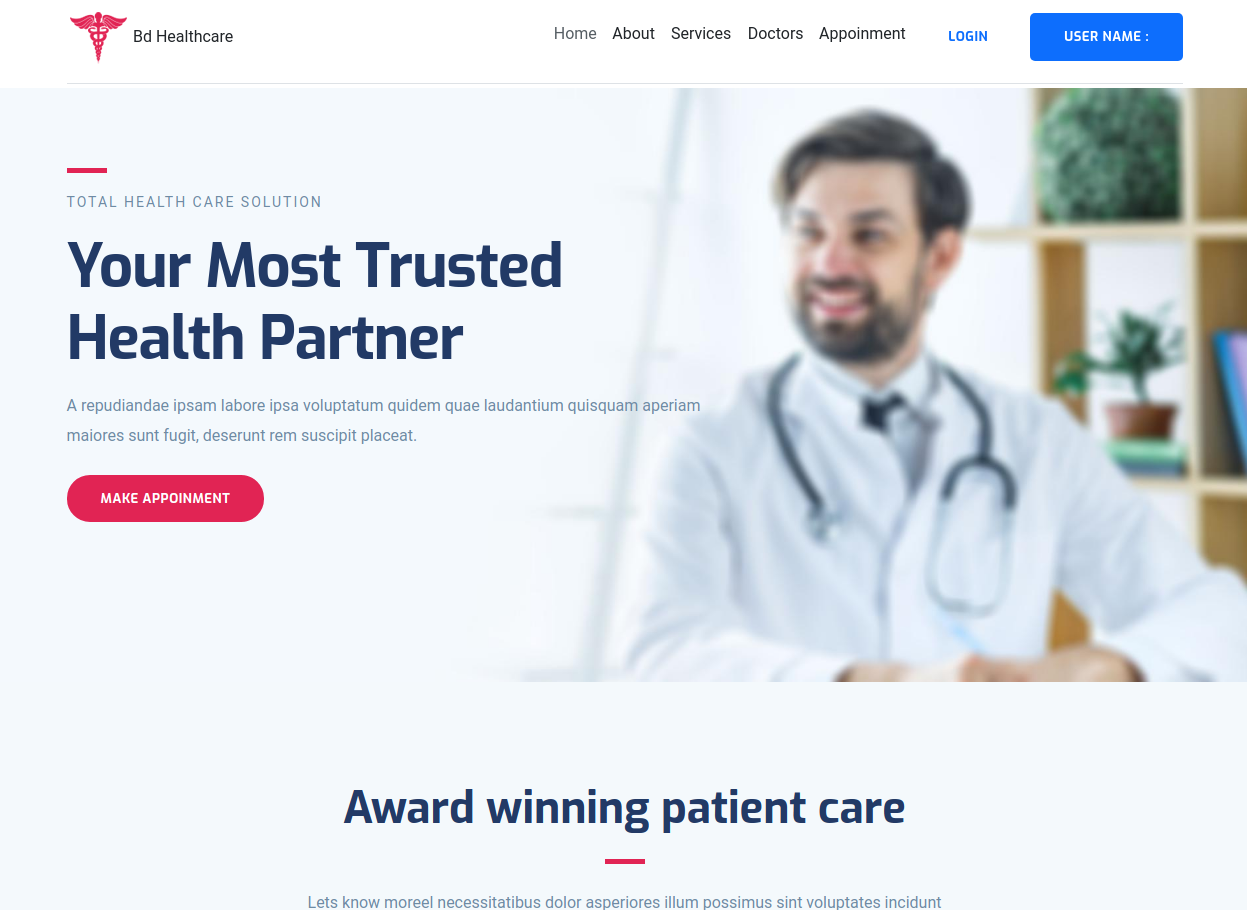 Bd Healthcare
Home About Services Doctors Appoinment LOGIN USER NAME :
TOTAL HEALTH CARE SOLUTION
Your Most Trusted
Health Partner
A repudiandae ipsam labore ipsa voluptatum quidem quae laudantium quisquam aperiam
maiores sunt fugit, deserunt rem suscipit placeat.
MAKE APPOINMENT
Award winning patient care
Lets know moreel necessitatibus dolor asperiores illum possimus sint voluptates incidunt